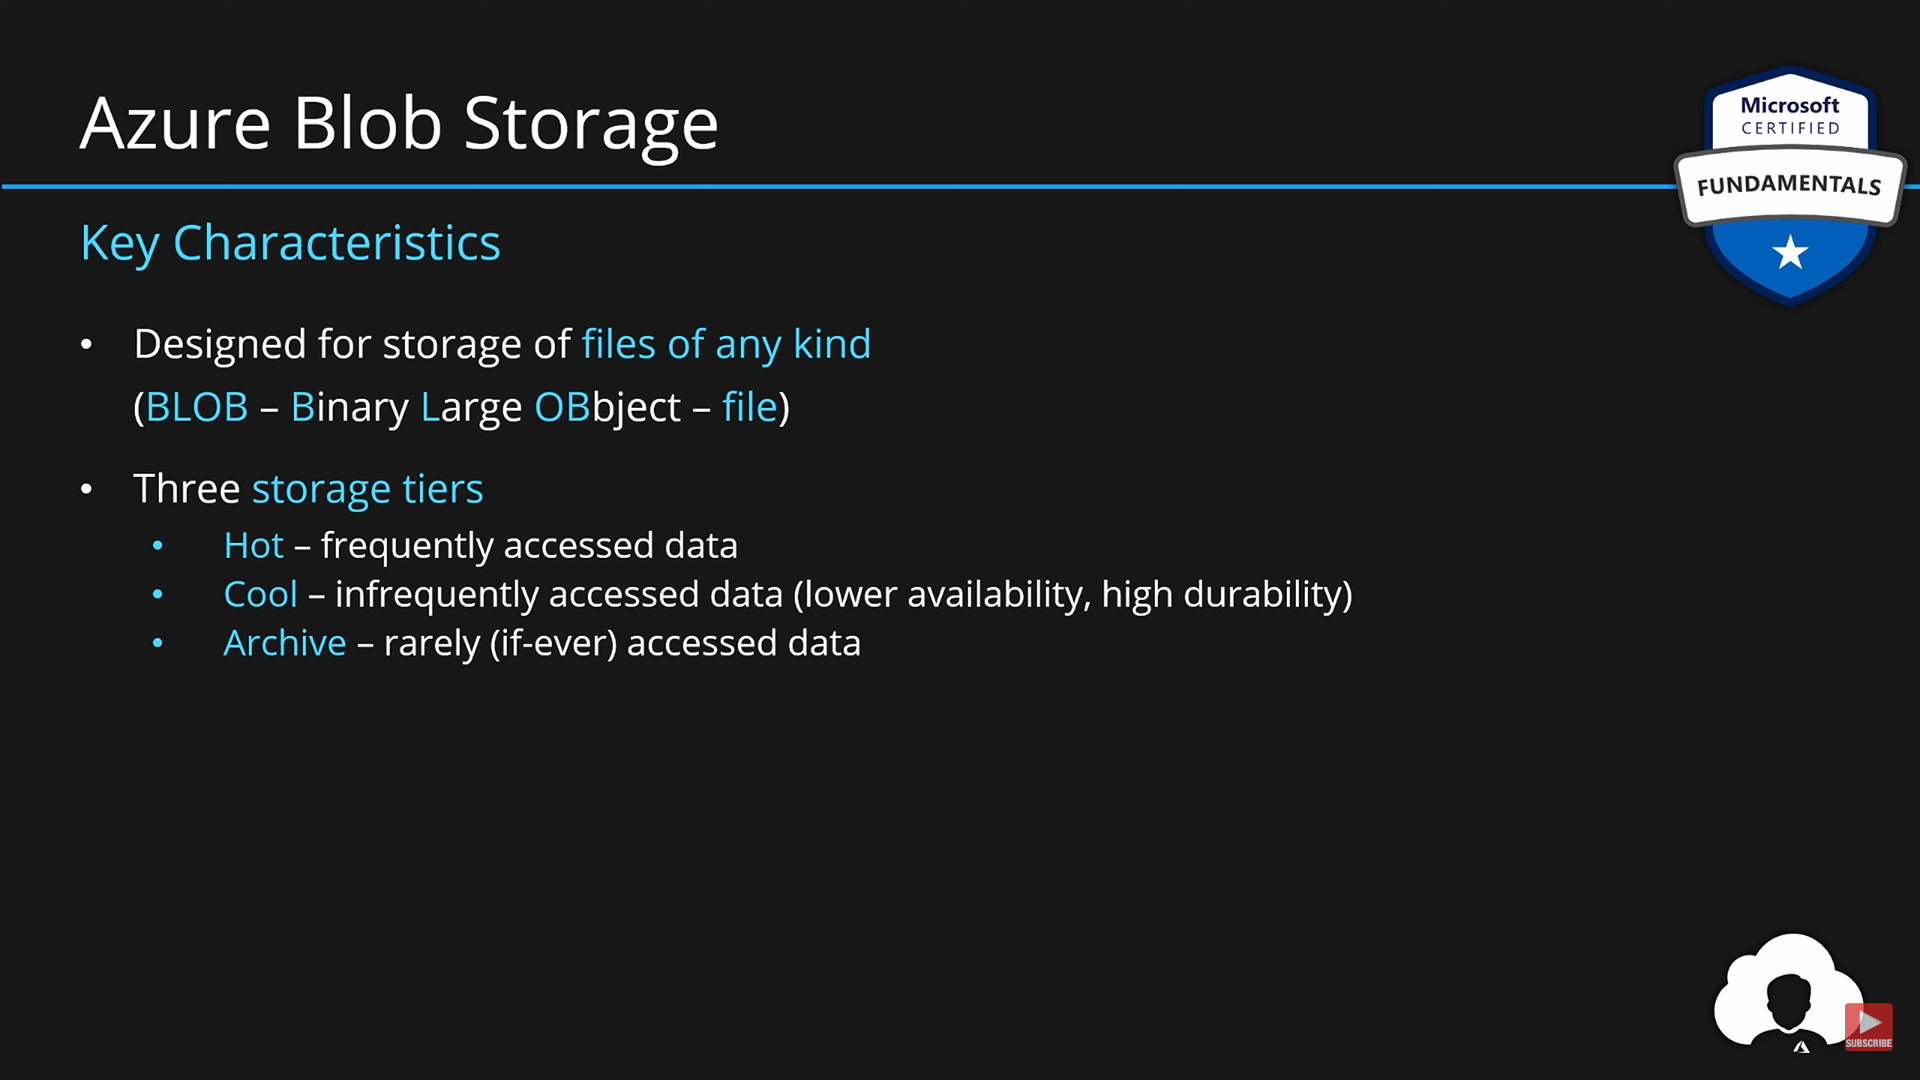 Azure Blob Storage
Microsoft
CERTIFIED
FUNDAMENTALS
Key Characteristics
• Designed for storage of files of any kind
(BLOB – Binary Large OBbject – file)
• Three storage tiers
• Hot – frequently accessed data
• Cool – infrequently accessed data (lower availability, high durability)
• Archive – rarely (if-ever) accessed data
SUBSCRIBE